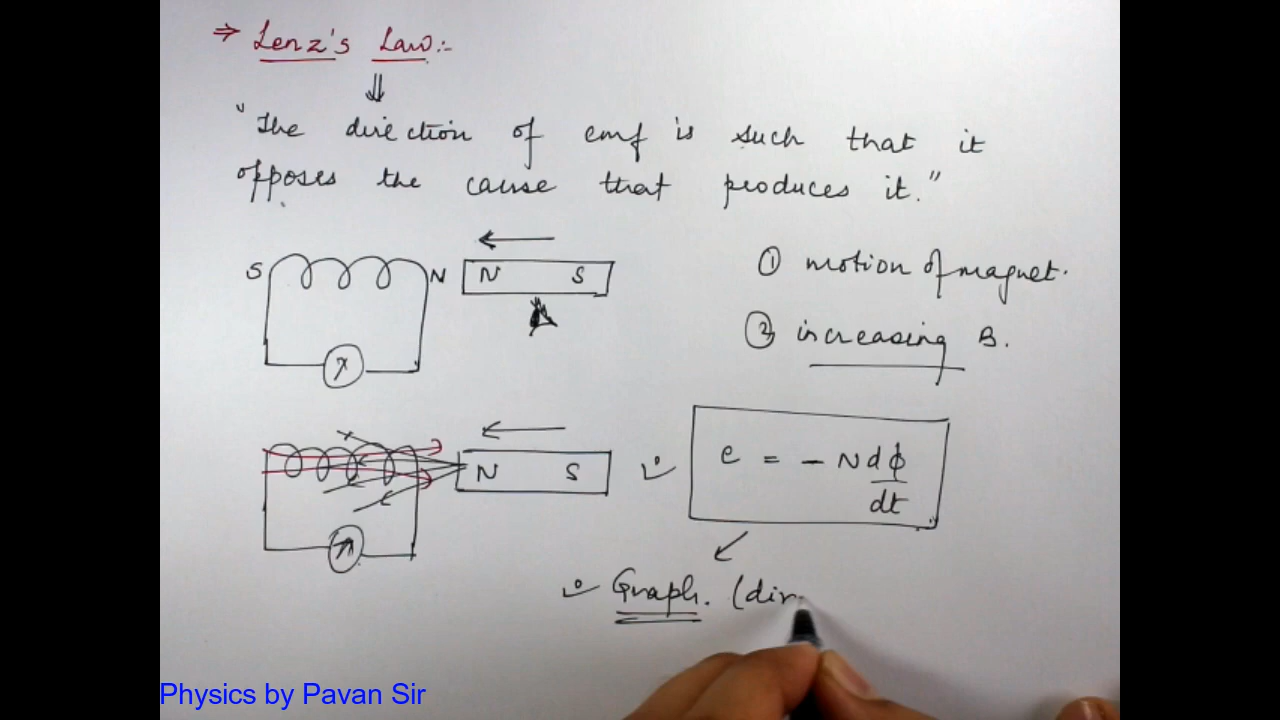 ⇒ Lenz's Law:-
"The direction of emf is such that it
opposes the cause that produces it."
S N N S
① motion of magnet.
② increasing B.
N S
e = - N dϕ
dt
Graph. (dir
Physics by Pavan Sir